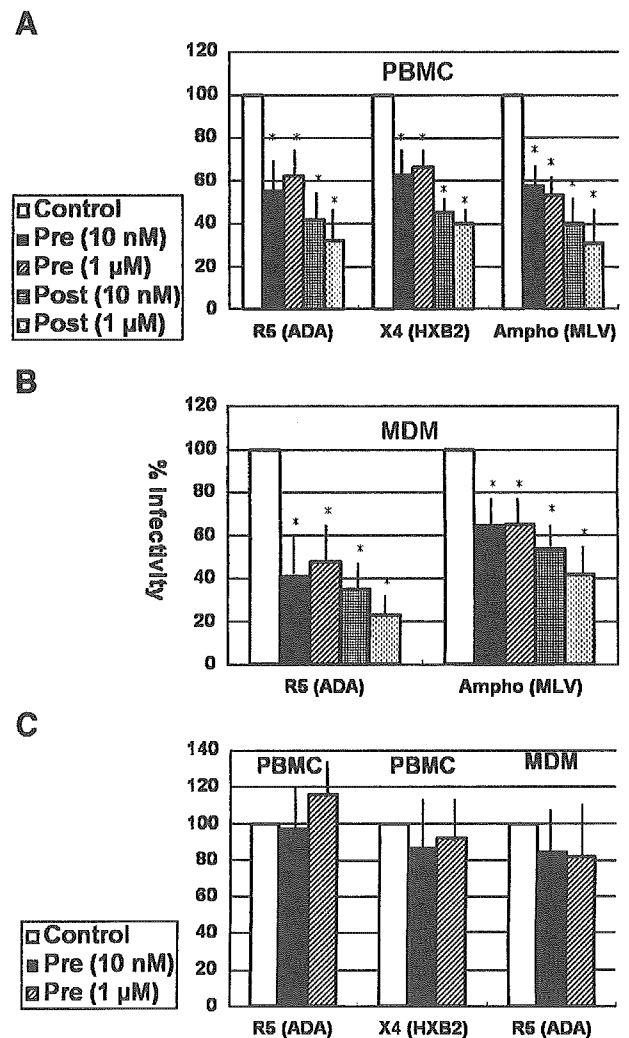 A
120
100
80
60
40
20
0
PBMC
* * * *
* * * *
* * * *
Control
Pre (10 nM)
Pre (1 µM)
Post (10 nM)
Post (1 µM)
R5 (ADA) X4 (HXB2) Ampho (MLV)
B
120
100
80
60
40
20
0
% Infectivity
MDM
* * * *
* * * *
R5 (ADA) Ampho (MLV)
C
140
120
100
80
60
40
20
0
PBMC PBMC MDM
Control
Pre (10 nM)
Pre (1 µM)
R5 (ADA) X4 (HXB2) R5 (ADA)